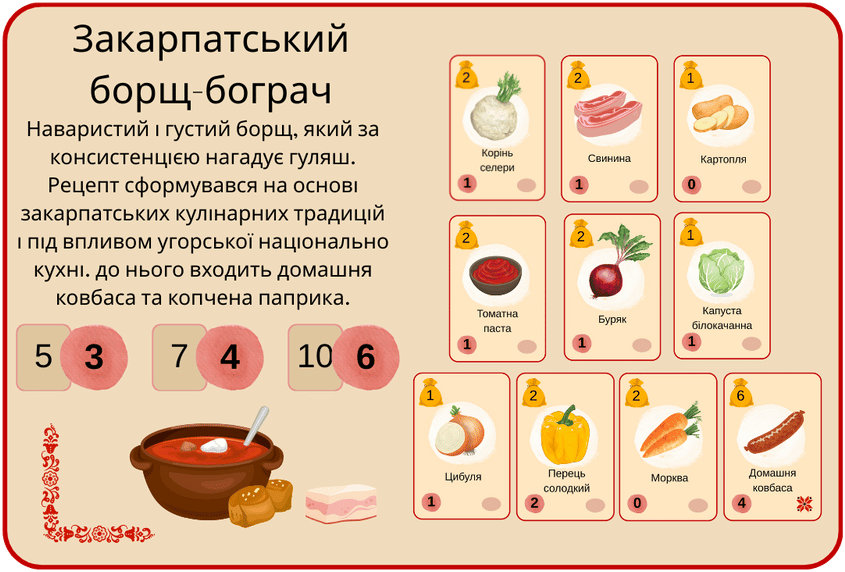 Закарпатський
борщ-бограч
Наваристий і густий борщ, який за
консистенцією нагадує гуляш.
Рецепт сформувався на основі
закарпатських кулінарних традицій
і під впливом угорської національно
кухні. до нього входить домашня
ковбаса та копчена паприка.
5 3 7 4 10 6
2
Корінь
селери
1
2
Свинина
1
1
Картопля
0
2
Томатна
паста
1
2
Буряк
1
1
Капуста
білокачанна
1
1
Цибуля
1
2
Перець
солодкий
2
2
Морква
0
6
Домашня
ковбаса
4